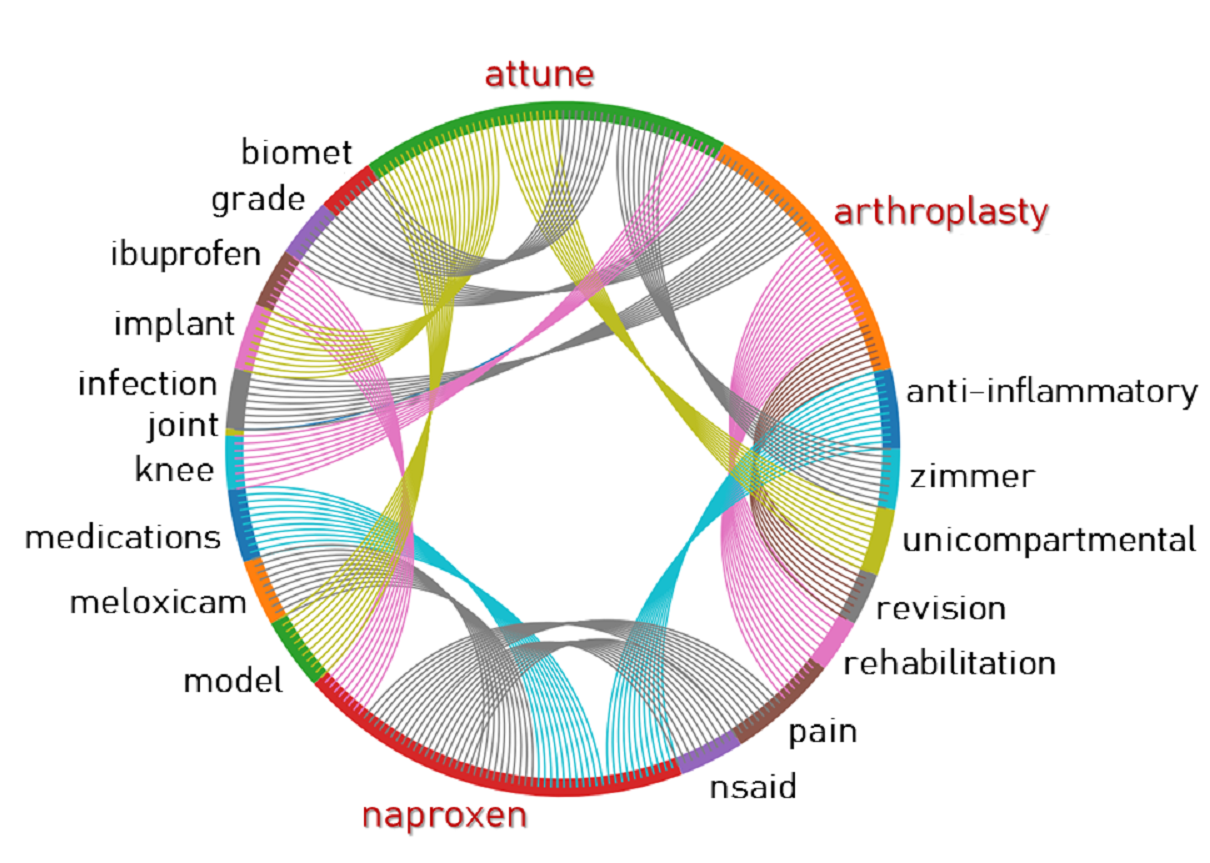 attune
biomet
grade
arthroplasty
ibuprofen
implant
infection
anti-inflammatory
joint
knee
zimmer
medications
unicompartmental
meloxicam
revision
rehabilitation
model
pain
nsaid
naproxen